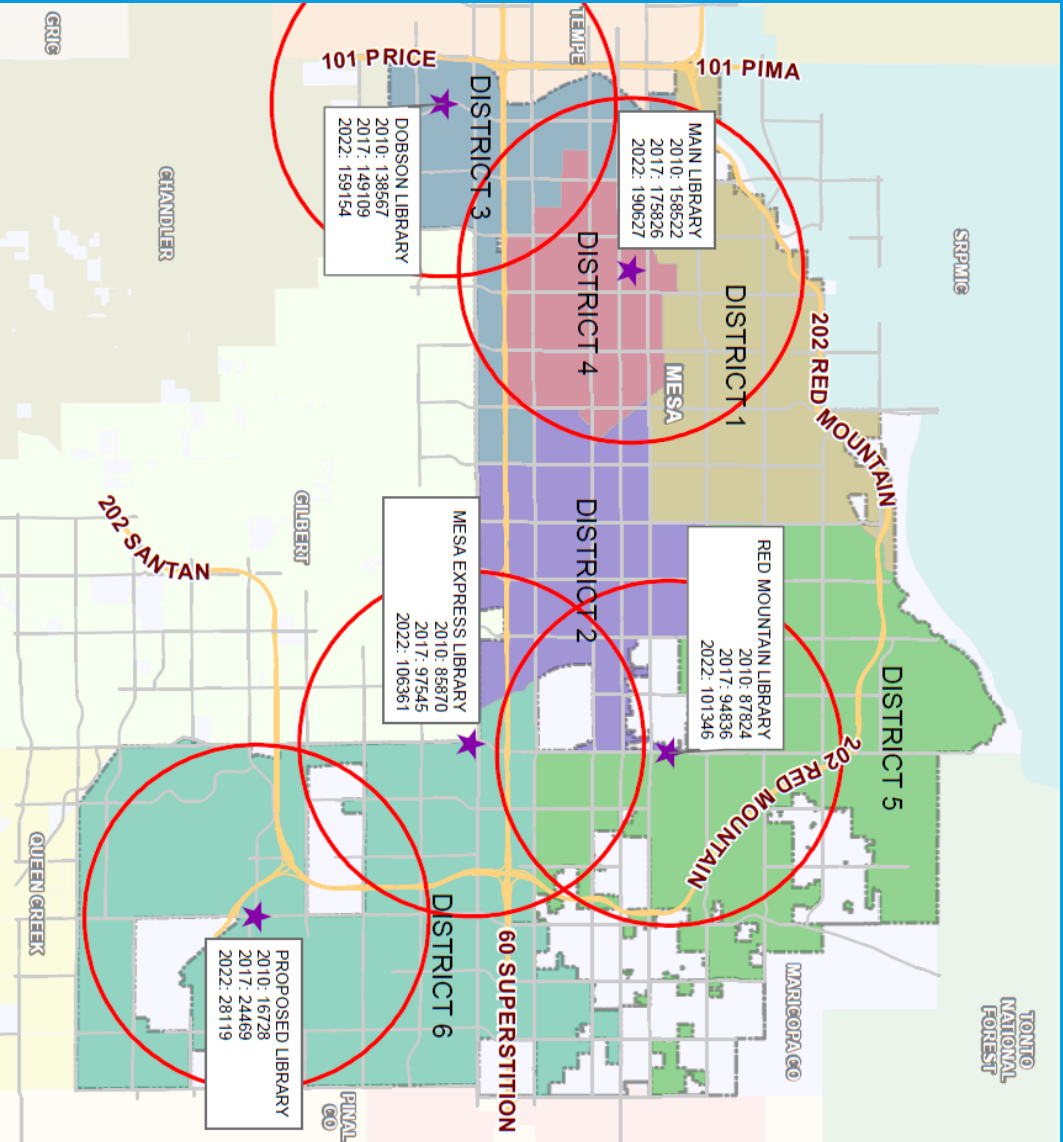 GRIC
TEMPE
101 PRICE
101 PIMA
DISTRICT 3
DOBSON LIBRARY
2010: 138567
2017: 149109
2022: 159154
MAIN LIBRARY
2010: 158522
2017: 175826
2022: 190627
CHANDLER
SRPMIC
DISTRICT 4
DISTRICT 1
MESA
202 RED MOUNTAIN
202 SANTAN
GILBERT
MESA EXPRESS LIBRARY
2010: 85870
2017: 97545
2022: 106361
DISTRICT 2
RED MOUNTAIN LIBRARY
2010: 87824
2017: 94836
2022: 101346
DISTRICT 5
202 RED MOUNTAIN
QUEEN CREEK
DISTRICT 6
60 SUPERSTITION
PROPOSED LIBRARY
2010: 16728
2017: 24469
2022: 28119
MARICOPA CO
TONTO
NATIONAL
FOREST
PINAL
CO